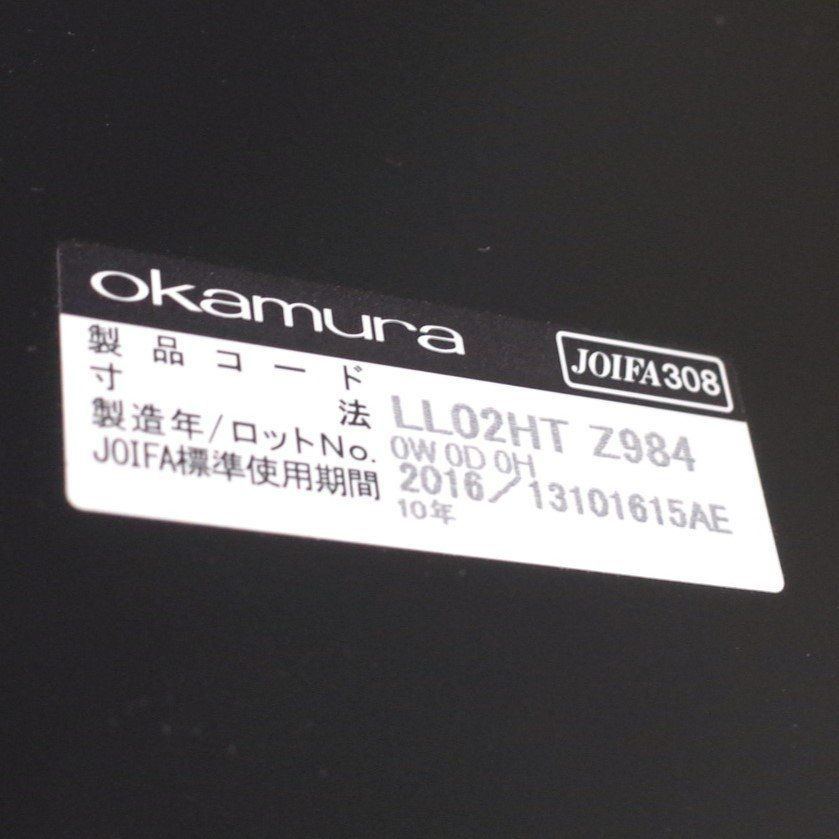 okamura
JOIFA308
製品コード LL02HT Z984
寸法 0W 0D 0H
製造年/ロットNo. 2016/13101615AE
JOIFA標準使用期間 10年